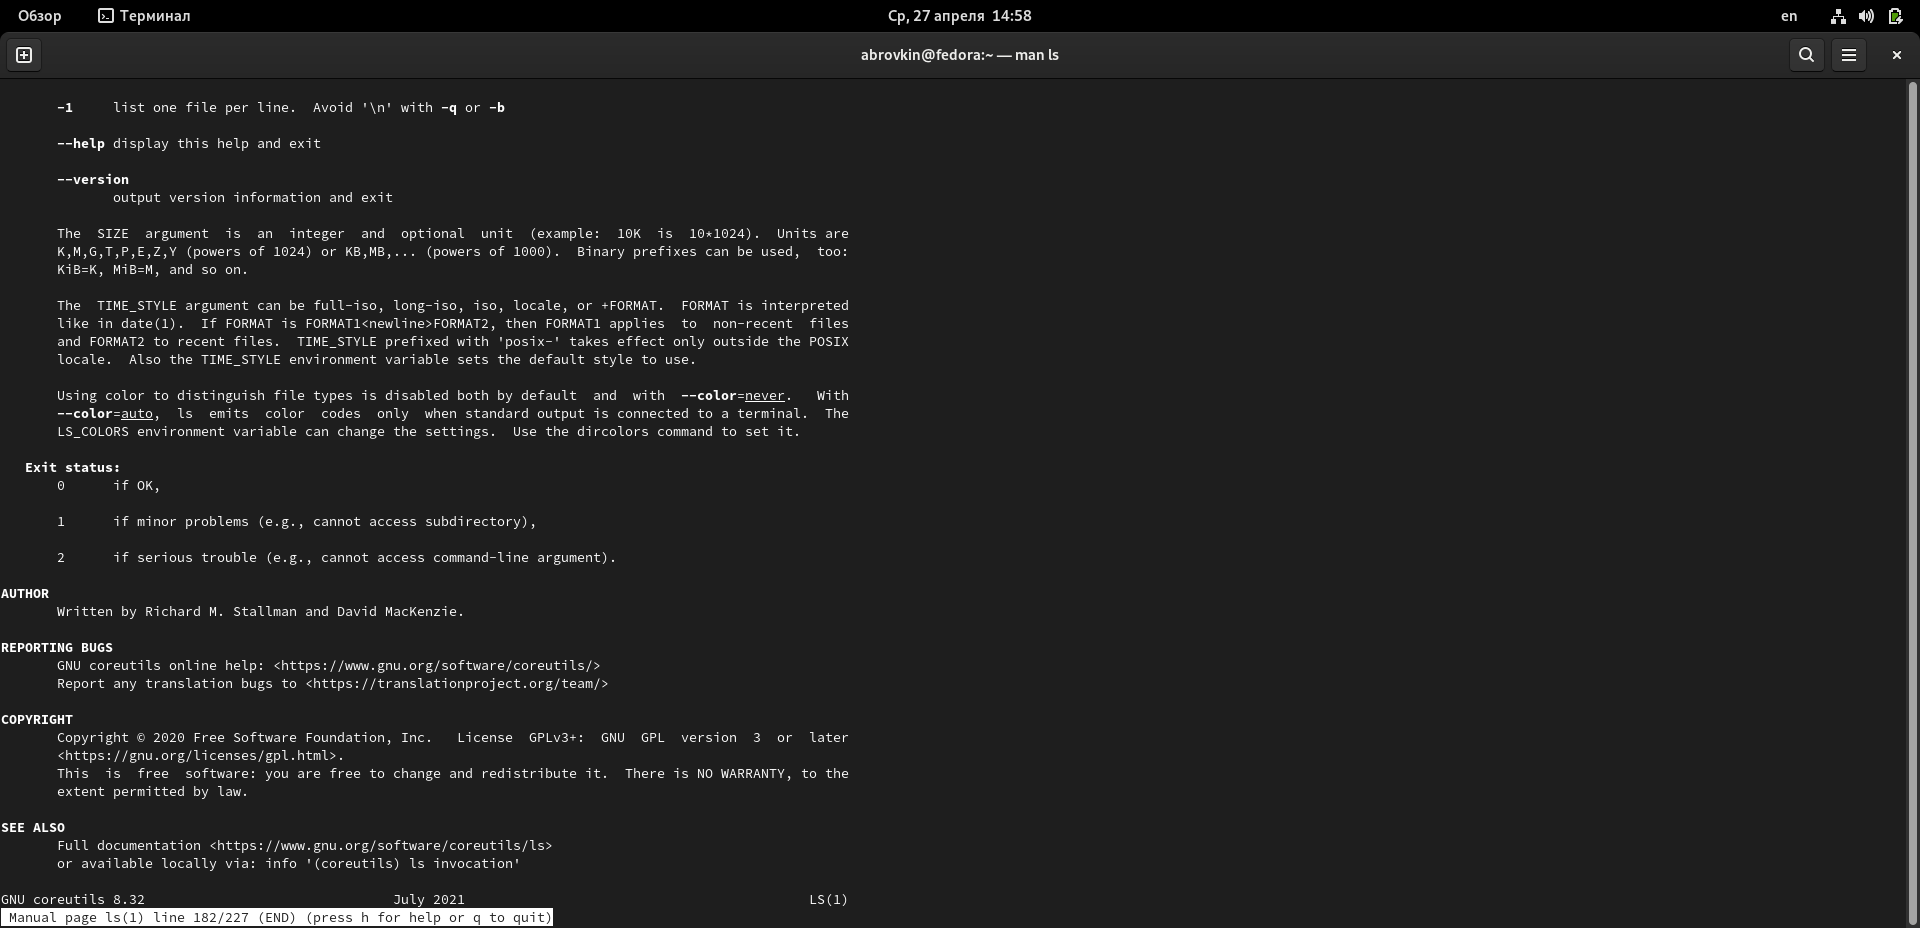 Обзор Терминал Ср, 27 апреля 14:58 en
abrovkin@fedora:~ — man ls
-1 list one file per line. Avoid '\n' with -q or -b
--help display this help and exit
--version
output version information and exit
The SIZE argument is an integer and optional unit (example: 10K is 10*1024). Units are
K,M,G,T,P,E,Z,Y (powers of 1024) or KB,MB,... (powers of 1000). Binary prefixes can be used, too:
KiB=K, MiB=M, and so on.
The TIME_STYLE argument can be full-iso, long-iso, iso, locale, or +FORMAT. FORMAT is interpreted
like in date(1). If FORMAT is FORMAT1<newline>FORMAT2, then FORMAT1 applies to non-recent files
and FORMAT2 to recent files. TIME_STYLE prefixed with 'posix-' takes effect only outside the POSIX
locale. Also the TIME_STYLE environment variable sets the default style to use.
Using color to distinguish file types is disabled both by default and with --color=never. With
--color=auto, ls emits color codes only when standard output is connected to a terminal. The
LS_COLORS environment variable can change the settings. Use the dircolors command to set it.
Exit status:
0 if OK,
1 if minor problems (e.g., cannot access subdirectory),
2 if serious trouble (e.g., cannot access command-line argument).
AUTHOR
Written by Richard M. Stallman and David MacKenzie.
REPORTING BUGS
GNU coreutils online help: <https://www.gnu.org/software/coreutils/>
Report any translation bugs to <https://translationproject.org/team/>
COPYRIGHT
Copyright © 2020 Free Software Foundation, Inc. License GPLv3+: GNU GPL version 3 or later
<https://gnu.org/licenses/gpl.html>.
This is free software: you are free to change and redistribute it. There is NO WARRANTY, to the
extent permitted by law.
SEE ALSO
Full documentation <https://www.gnu.org/software/coreutils/ls>
or available locally via: info '(coreutils) ls invocation'
GNU coreutils 8.32 July 2021 LS(1)
Manual page ls(1) line 182/227 (END) (press h for help or q to quit)